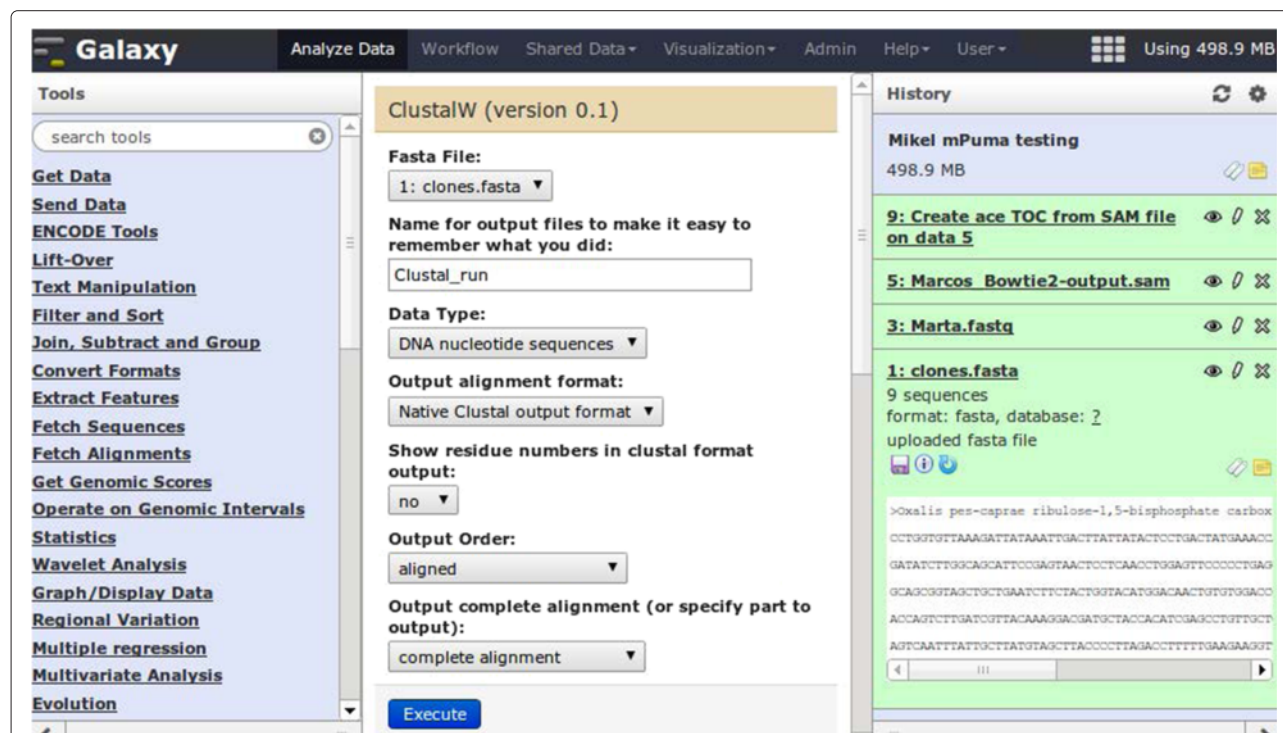 Galaxy
Analyze Data Workflow Shared Data Visualization Admin Help User Using 498.9 MB
Tools
search tools
Get Data
Send Data
ENCODE Tools
Lift-Over
Text Manipulation
Filter and Sort
Join, Subtract and Group
Convert Formats
Extract Features
Fetch Sequences
Fetch Alignments
Get Genomic Scores
Operate on Genomic Intervals
Statistics
Wavelet Analysis
Graph/Display Data
Regional Variation
Multiple regression
Multivariate Analysis
Evolution
ClustalW (version 0.1)
Fasta File:
1: clones.fasta
Name for output files to make it easy to
remember what you did:
Clustal_run
Data Type:
DNA nucleotide sequences
Output alignment format:
Native Clustal output format
Show residue numbers in clustal format
output:
no
Output Order:
aligned
Output complete alignment (or specify part to
output):
complete alignment
Execute
History
Mikel mPuma testing
498.9 MB
9: Create ace TOC from SAM file
on data 5
5: Marcos_Bowtie2-output.sam
3: Marta.fastq
1: clones.fasta
9 sequences
format: fasta, database: ?
uploaded fasta file
>Oxalis pes-caprae ribulose-1,5-bisphosphate carbox
CCTGGTGTTAAAGATTATAAATTGACTTATTATACTCCTGACTATGAAACC
GATATCTTGGCAGCATTCCGAGTAACTCCTCAACCTGGAGTTCCCCCTGAG
GCAGCGGTAGCTGCTGAATCTTCTACTGGTACATGGACAACTGTGTGGACC
ACCAGTCTTGATCGTTACAAAGGACGATGCTACCACATCGAGCCTGTTGCT
AGTCAATTTATTGCTTATGTAGCTTACCCCTTAGACCTTTTTGAAGAAGGT